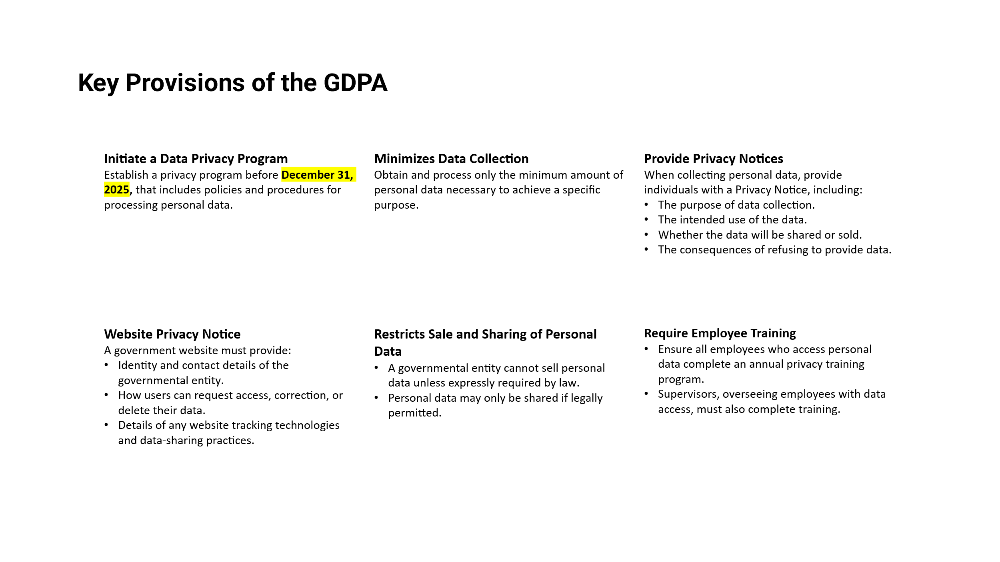 Key Provisions of the GDPA
Initiate a Data Privacy Program
Establish a privacy program before December 31,
2025, that includes policies and procedures for
processing personal data.
Minimizes Data Collection
Obtain and process only the minimum amount of
personal data necessary to achieve a specific
purpose.
Provide Privacy Notices
When collecting personal data, provide
individuals with a Privacy Notice, including:
• The purpose of data collection.
• The intended use of the data.
• Whether the data will be shared or sold.
• The consequences of refusing to provide data.
Website Privacy Notice
A government website must provide:
• Identity and contact details of the
governmental entity.
• How users can request access, correction, or
delete their data.
• Details of any website tracking technologies
and data-sharing practices.
Restricts Sale and Sharing of Personal
Data
• A governmental entity cannot sell personal
data unless expressly required by law.
• Personal data may only be shared if legally
permitted.
Require Employee Training
• Ensure all employees who access personal
data complete an annual privacy training
program.
• Supervisors, overseeing employees with data
access, must also complete training.